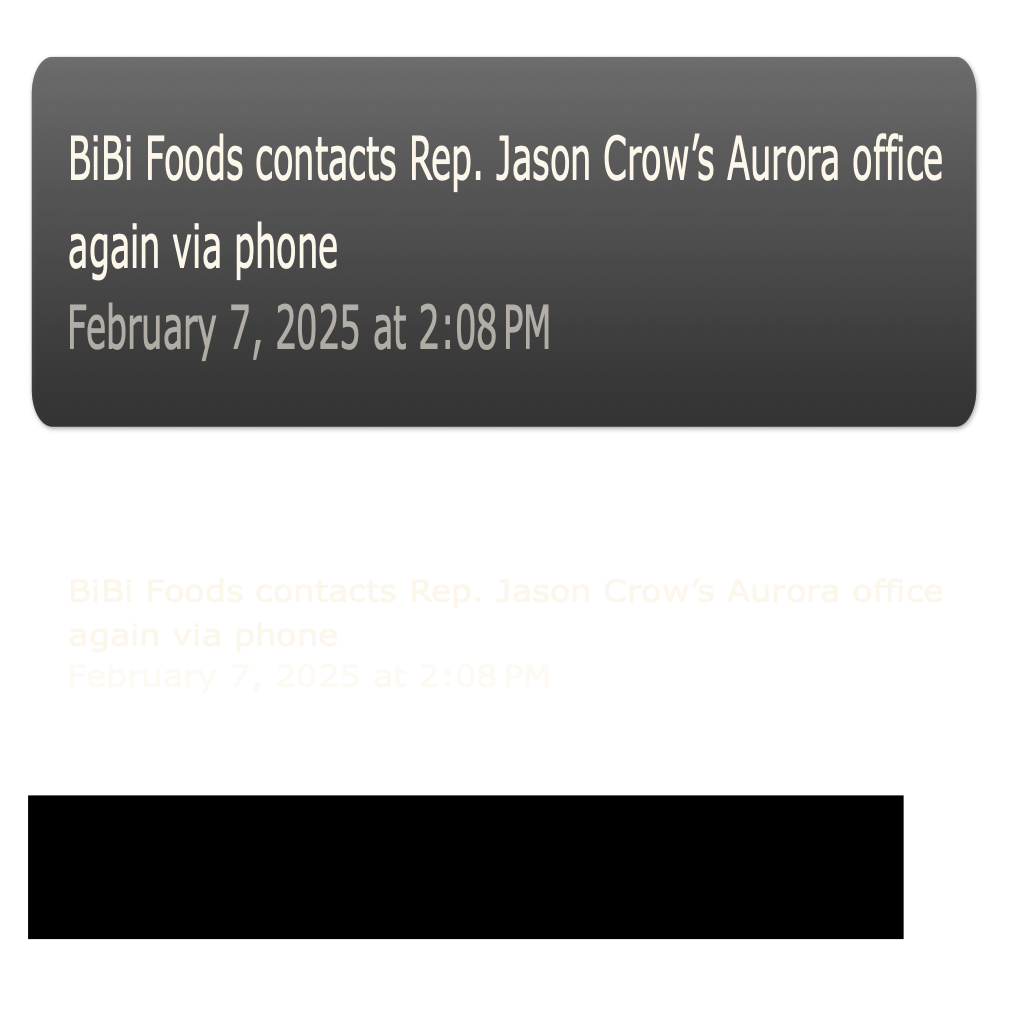 BiBi Foods contacts Rep. Jason Crow’s Aurora office
again via phone
February 7, 2025 at 2:08 PM
BiBi Foods contacts Rep. Jason Crow’s Aurora office
again via phone
February 7, 2025 at 2:08 PM